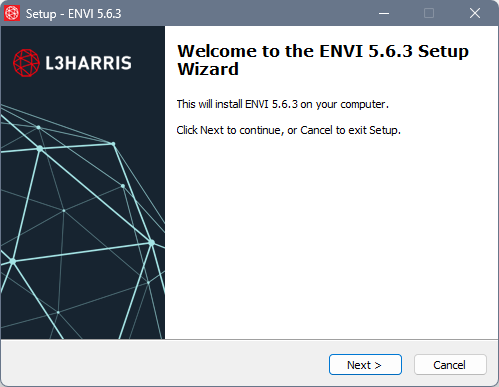 Setup - ENVI 5.6.3
L3HARRIS
Welcome to the ENVI 5.6.3 Setup
Wizard
This will install ENVI 5.6.3 on your computer.
Click Next to continue, or Cancel to exit Setup.
Next >
Cancel